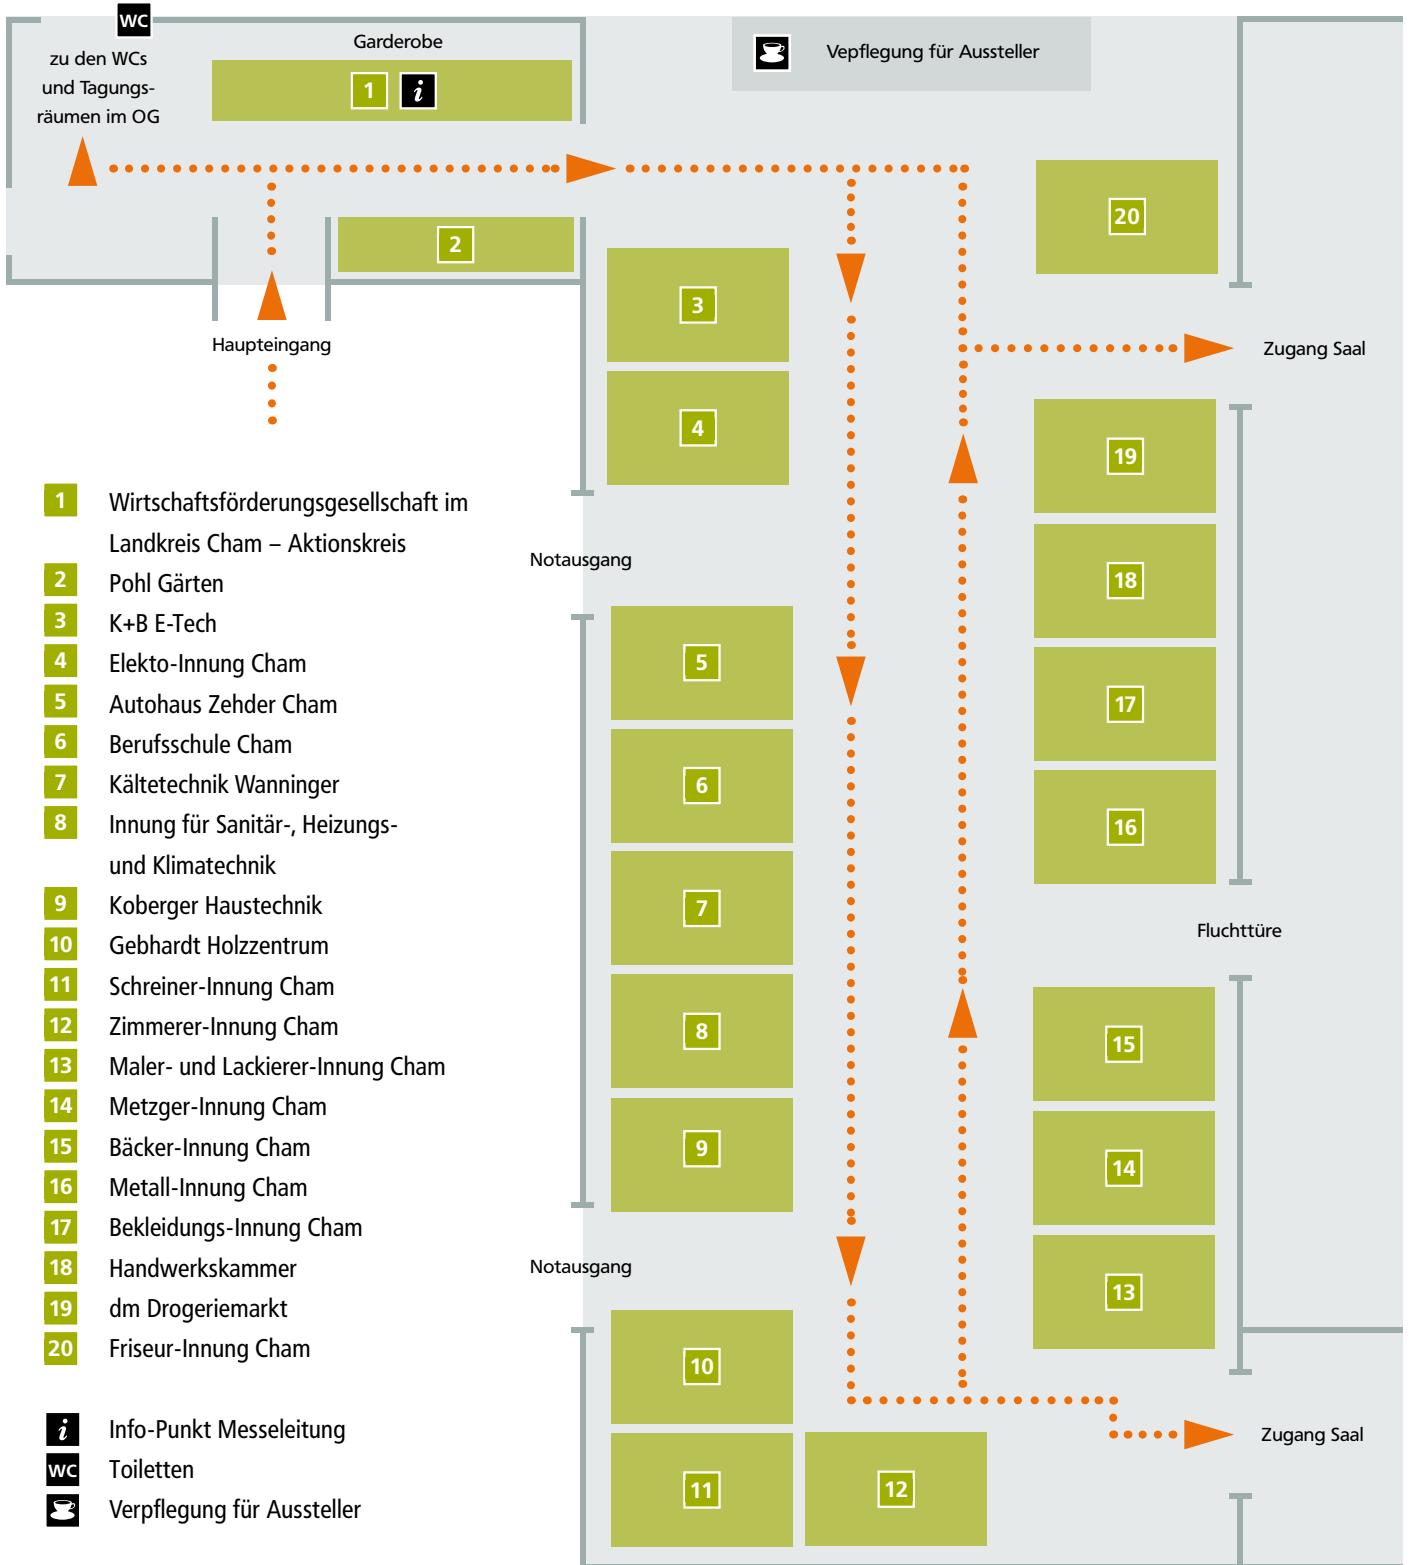 WC
zu den WCs
und Tagungs-
räumen im OG
Garderobe
1 i
Vepflegung für Aussteller
2
20
3
Haupteingang
Zugang Saal
4
19
Notausgang
18
5
17
6
16
7
Fluchttüre
8
15
9
14
Notausgang
13
10
Zugang Saal
11
12
1 Wirtschaftsförderungsgesellschaft im
Landkreis Cham – Aktionskreis
2 Pohl Gärten
3 K+B E-Tech
4 Elekto-Innung Cham
5 Autohaus Zehder Cham
6 Berufsschule Cham
7 Kältetechnik Wanninger
8 Innung für Sanitär-, Heizungs-
und Klimatechnik
9 Koberger Haustechnik
10 Gebhardt Holzzentrum
11 Schreiner-Innung Cham
12 Zimmerer-Innung Cham
13 Maler- und Lackierer-Innung Cham
14 Metzger-Innung Cham
15 Bäcker-Innung Cham
16 Metall-Innung Cham
17 Bekleidungs-Innung Cham
18 Handwerkskammer
19 dm Drogeriemarkt
20 Friseur-Innung Cham
i Info-Punkt Messeleitung
WC Toiletten
Verpflegung für Aussteller